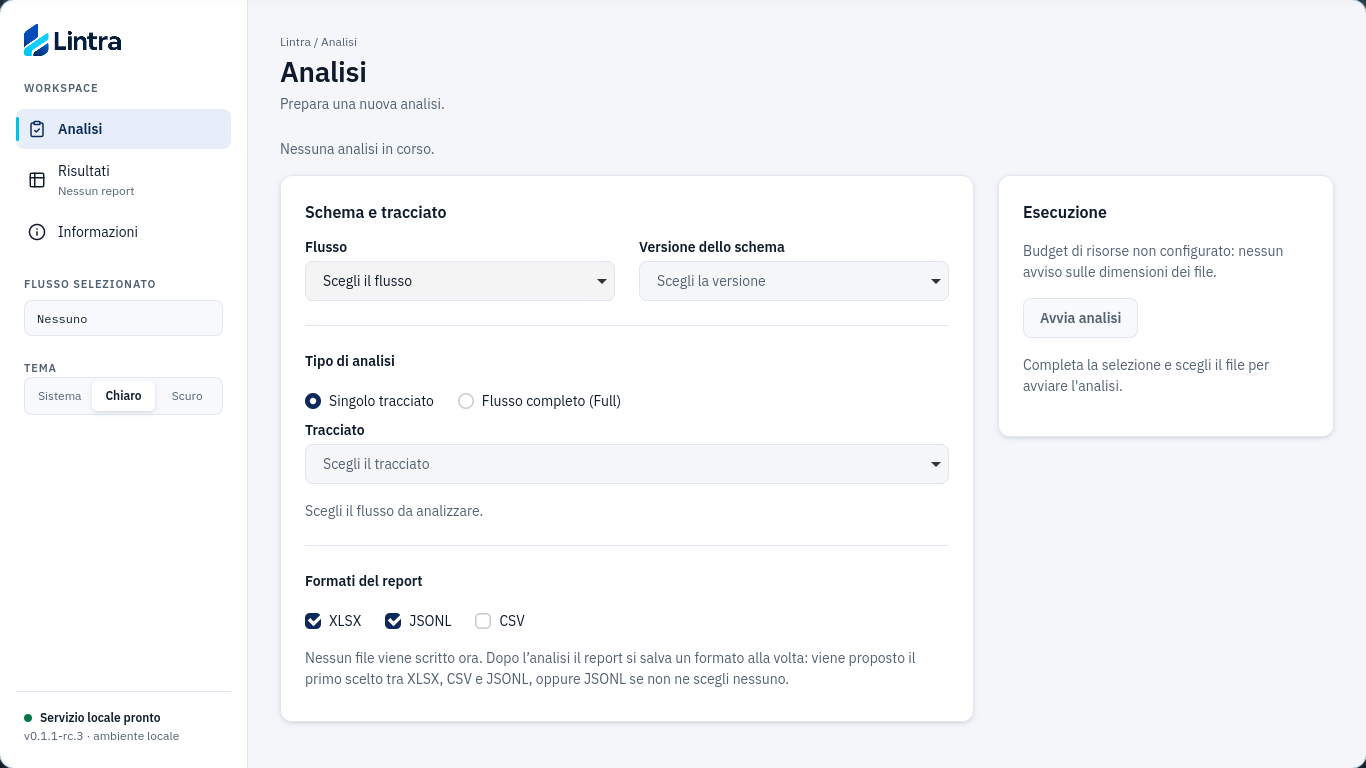 Lintra
WORKSPACE
Analisi
Risultati
Nessun report
Informazioni
FLUSSO SELEZIONATO
Nessuno
TEMA
Sistema
Chiaro
Scuro
Servizio locale pronto
v0.1.1-rc.3 · ambiente locale
Lintra / Analisi
Analisi
Prepara una nuova analisi.
Nessuna analisi in corso.
Schema e tracciato
Flusso
Scegli il flusso
Versione dello schema
Scegli la versione
Tipo di analisi
Singolo tracciato
Flusso completo (Full)
Tracciato
Scegli il tracciato
Scegli il flusso da analizzare.
Formati del report
XLSX
JSONL
CSV
Nessun file viene scritto ora. Dopo l’analisi il report si salva un formato alla volta: viene proposto il
primo scelto tra XLSX, CSV e JSONL, oppure JSONL se non ne scegli nessuno.
Esecuzione
Budget di risorse non configurato: nessun
avviso sulle dimensioni dei file.
Avvia analisi
Completa la selezione e scegli il file per
avviare l'analisi.